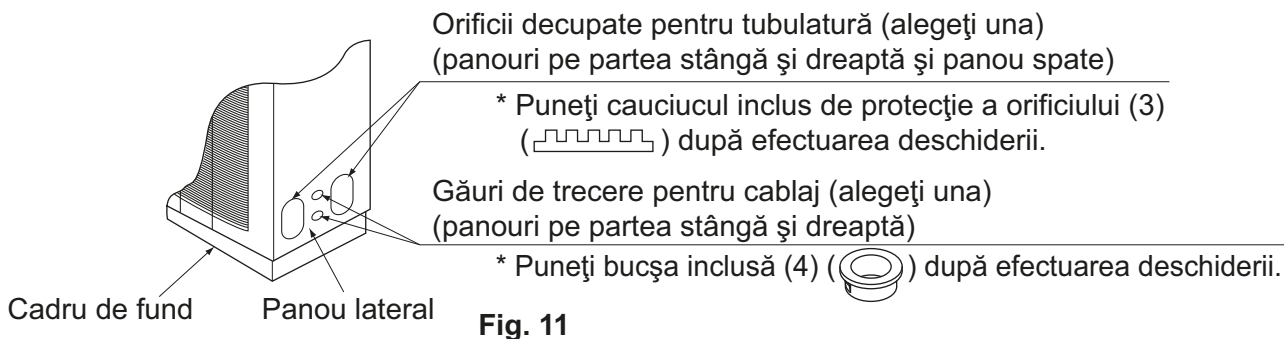 Orificii decupate pentru tubulatură (alegeţi una)
(panouri pe partea stângă şi dreaptă şi panou spate)
* Puneţi cauciucul inclus de protecţie a orificiului (3)
( ) după efectuarea deschiderii.
Găuri de trecere pentru cablaj (alegeţi una)
(panouri pe partea stângă şi dreaptă)
* Puneţi bucşa inclusă (4) ( ) după efectuarea deschiderii.
Cadru de fund
Panou lateral
Fig. 11